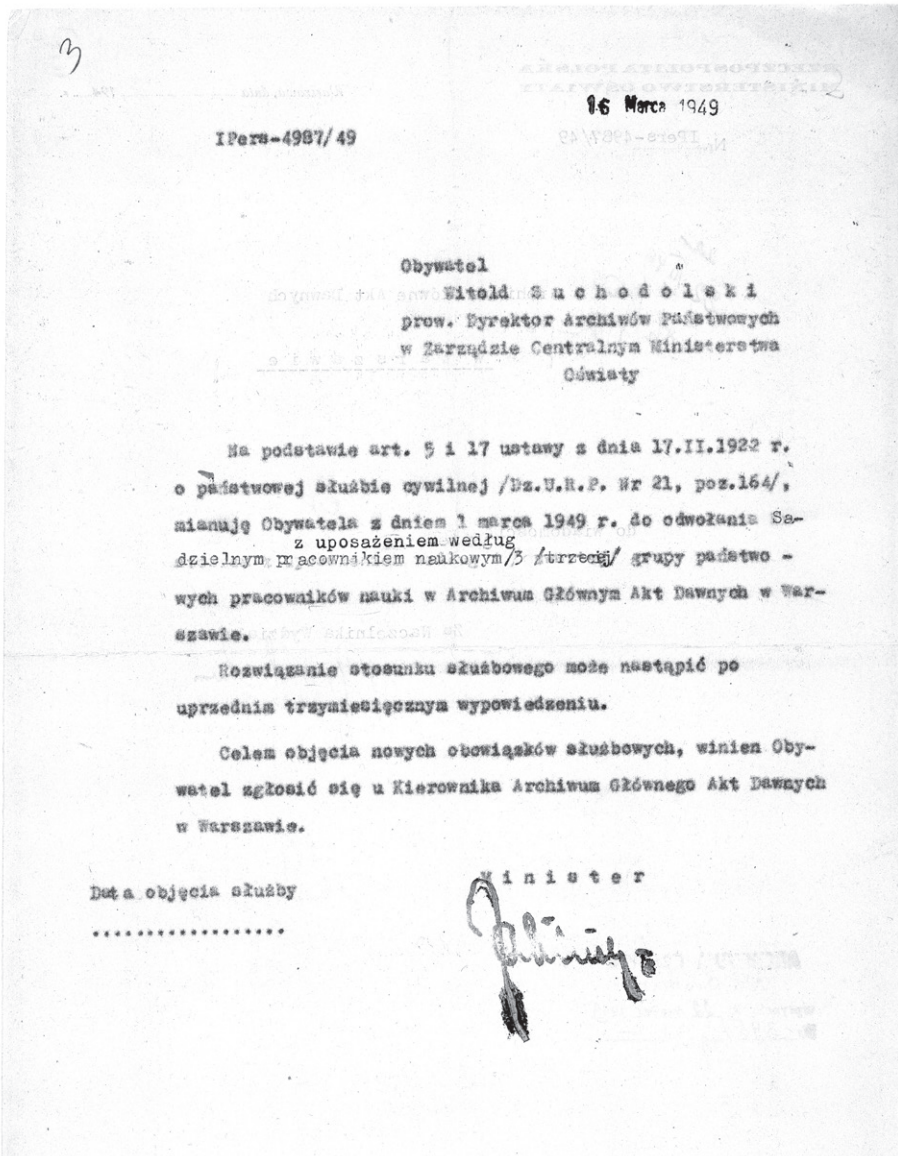 3
16 Marca 1949
IPers-4987/49
Obywatel
Witold S u c h o d o l s k i
prow. Dyrektor Archiwów Państwowych
w Zarządzie Centralnym Ministerstwa
Oświaty
Na podstawie art. 5 i 17 ustawy z dnia 17.II.1922 r.
o państwowej służbie cywilnej /Dz.U.R.P. Nr 21, poz.164/,
mianuję Obywatela z dniem 1 marca 1949 r. do odwołania Sa-
z uposażeniem według
dzielnym pracownikiem naukowym/3 /trzeciej/ grupy państwo -
wych pracowników nauki w Archiwum Głównym Akt Dawnych w War-
szawie.
Rozwiązanie stosunku służbowego może nastąpić po
uprzednim trzymiesięcznym wypowiedzeniu.
Celem objęcia nowych obowiązków służbowych, winien Oby-
watel zgłosić się u Kierownika Archiwum Głównego Akt Dawnych
w Warszawie.
M i n i s t e r
Data objęcia służby
..................